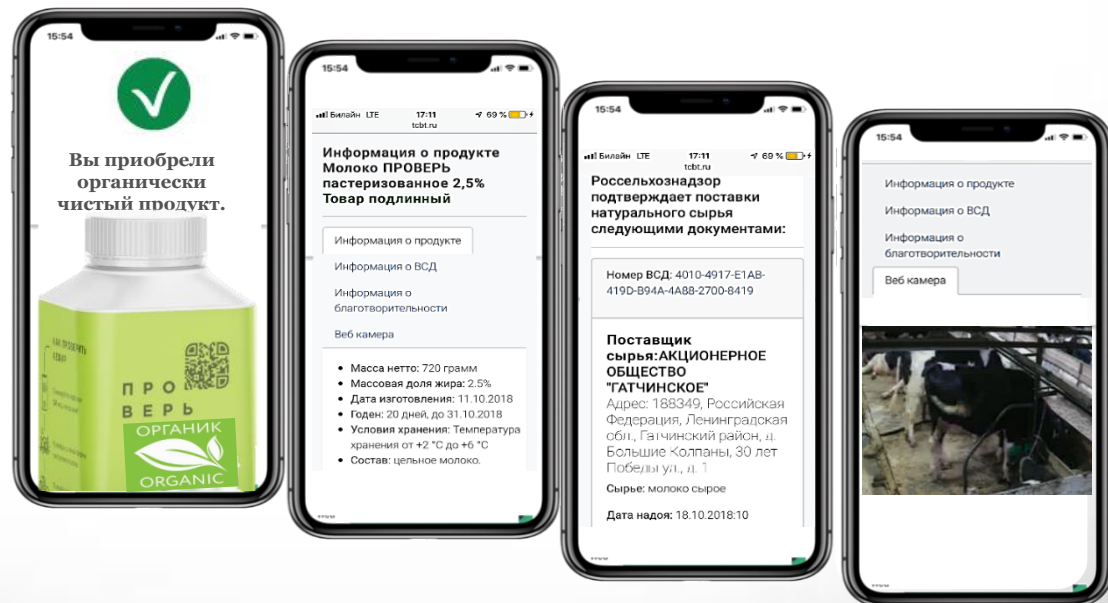 15:54
Вы приобрели
органически
чистый продукт.
ПРО
ВЕРЬ
ОРГАНИК
ORGANIC
15:54
Билайн LTE 17:11 69 %
tcbt.ru
Информация о продукте
Молоко ПРОВЕРЬ
пастеризованное 2,5%
Товар подлинный
Информация о продукте
Информация о ВСД
Информация о
благотворительности
Веб камера
• Масса нетто: 720 грамм
• Массовая доля жира: 2.5%
• Дата изготовления: 11.10.2018
• Годен: 20 дней, до 31.10.2018
• Условия хранения: Температура
хранения от +2 °C до +6 °C
• Состав: цельное молоко.
15:54
Билайн LTE 17:11 69 %
tcbt.ru
Россельхознадзор
подтверждает поставки
натурального сырья
следующими документами:
Номер ВСД: 4010-4917-E1AB-
419D-B94A-4A88-2700-8419
Поставщик
сырья:АКЦИОНЕРНОЕ
ОБЩЕСТВО
"ГАТЧИНСКОЕ"
Адрес: 188349, Российская
Федерация, Ленинградская
обл., Гатчинский район, д.
Большие Колпаны, 30 лет
Победы ул., д. 1
Сырье: молоко сырое
Дата надоя: 18.10.2018:10
15:54
Информация о продукте
Информация о ВСД
Информация о
благотворительности
Веб камера